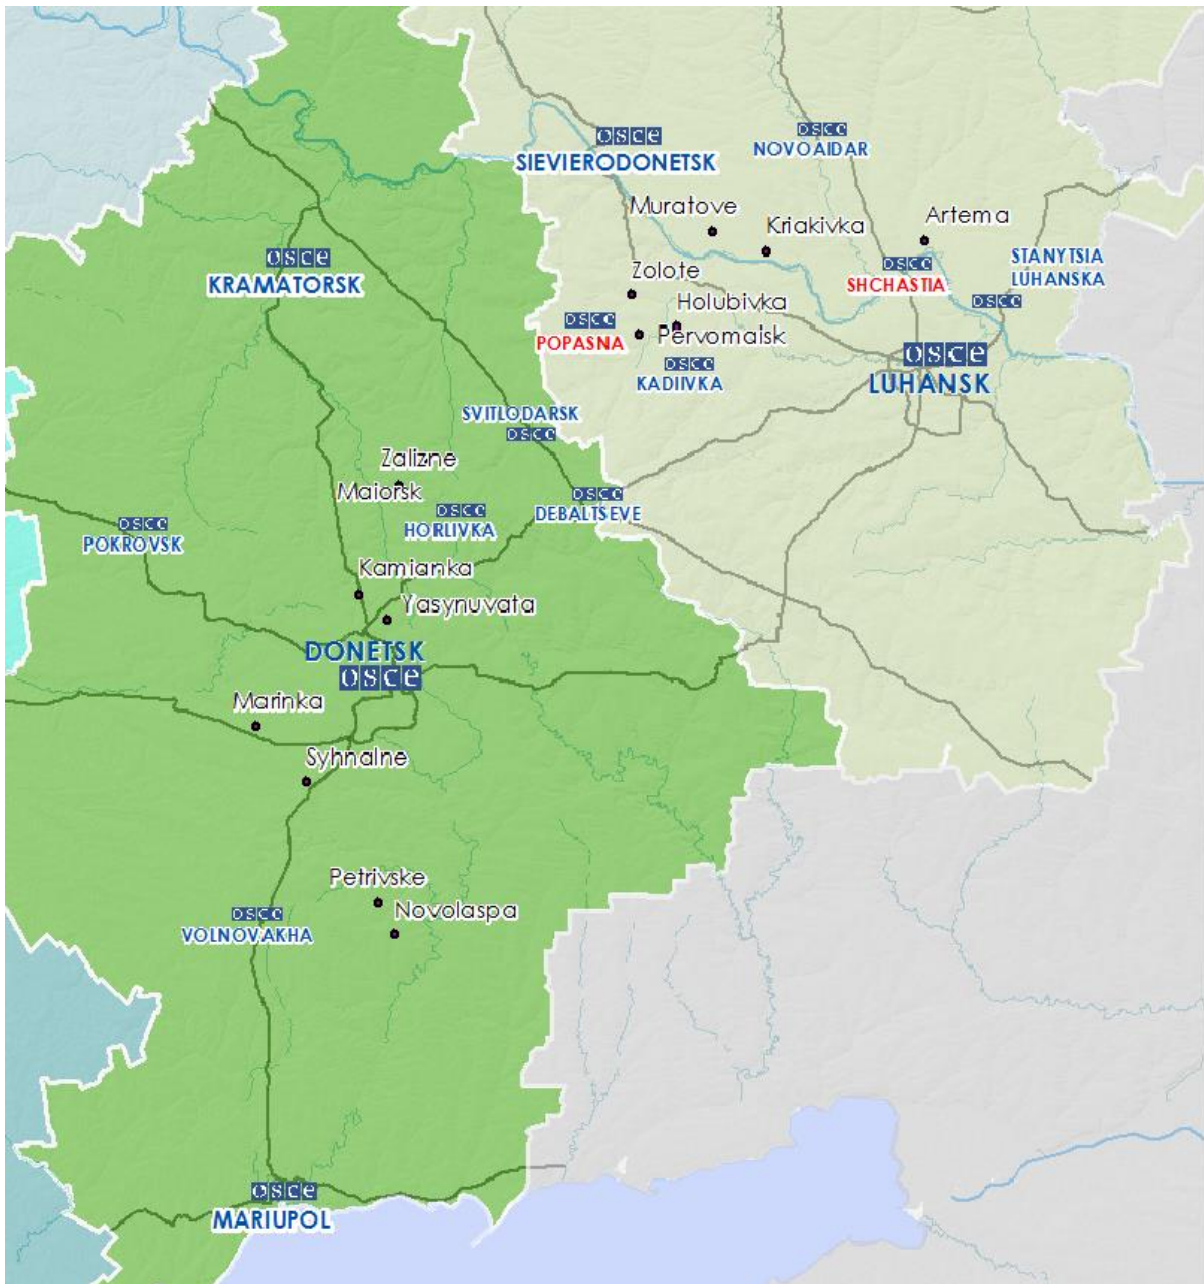 osce
SIEVIERODONETSK
osce
NOVOAIDAR
Muratove
Kriakivka
Artema
osce
KRAMATORSK
osce
SHCHASTIA
STANYTSIA
LUHANSKA
osce
Zolote
Holubivka
osce
POPASNA
Pervomaisk
osce
KADIIVKA
osce
LUHANSK
SVITLODARSK
osce
Zalizne
Maiorsk
osce
HORLIVKA
osce
DEBALTSEVE
osce
POKROVSK
Kamianka
Yasynuvata
DONETSK
osce
Marinka
Syhnalne
Petrivske
Novolaspa
osce
VOLNOVAKHA
osce
MARIUPOL